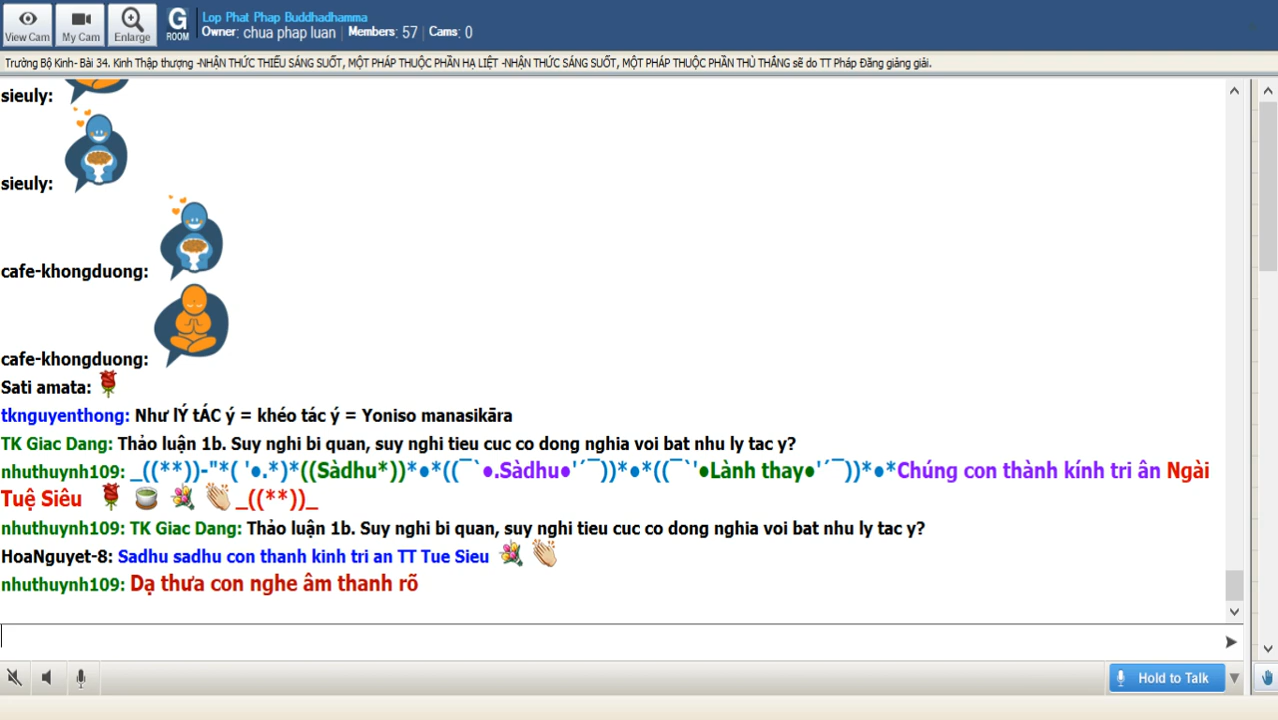 View Cam
My Cam
Enlarge
G
ROOM
Lop Phat Phap Buddhadhamma
Owner: chua phap luan | Members: 57 | Cams: 0
Trường Bộ Kinh- Bài 34. Kinh Thập thượng -NHẬN THỨC THIẾU SÁNG SUỐT, MỘT PHÁP THUỘC PHẦN HẠ LIỆT -NHẬN THỨC SÁNG SUỐT, MỘT PHÁP THUỘC PHẦN THÙ THẮNG sẽ do TT Pháp Đăng giảng giải.
sieuly:
sieuly:
cafe-khongduong:
cafe-khongduong:
Sati amata:
tknguyenthong: Như lÝ tÁC ý = khéo tác ý = Yoniso manasikāra
TK Giac Dang: Thảo luận 1b. Suy nghi bi quan, suy nghi tieu cuc co dong nghia voi bat nhu ly tac y?
nhuthuynh109: _((**))-"*( '●.*)*((Sàdhu*))*●*((¯`●.Sàdhu●'´¯))*●*((¯`'●Lành thay●'´¯))*●*Chúng con thành kính tri ân Ngài
Tuệ Siêu _((**))_
nhuthuynh109: TK Giac Dang: Thảo luận 1b. Suy nghi bi quan, suy nghi tieu cuc co dong nghia voi bat nhu ly tac y?
HoaNguyet-8: Sadhu sadhu con thanh kinh tri an TT Tue Sieu
nhuthuynh109: Dạ thưa con nghe âm thanh rõ
Hold to Talk